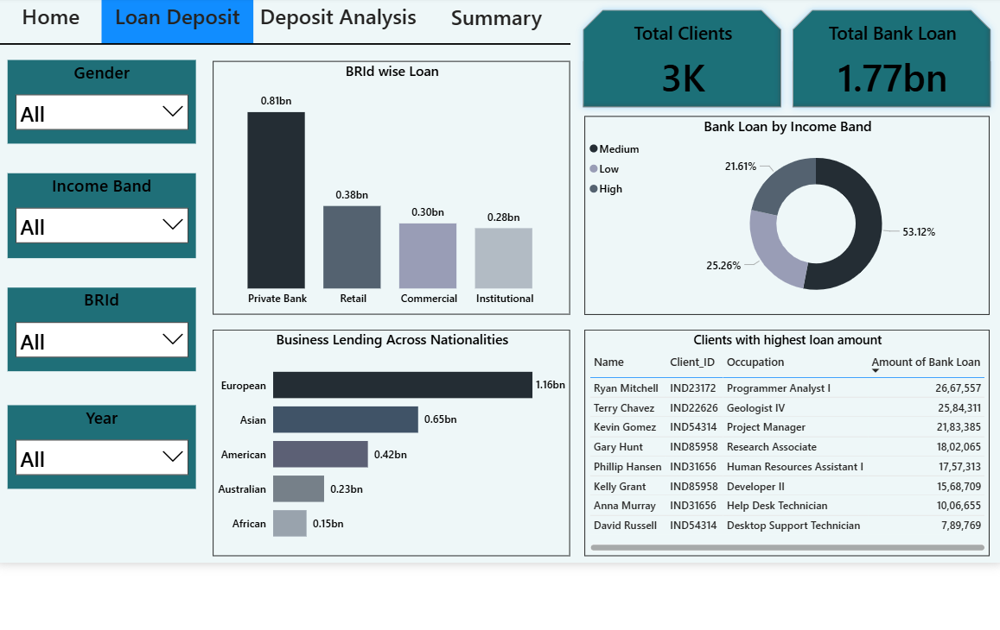 Home Loan Deposit Deposit Analysis Summary
Total Clients
3K
Total Bank Loan
1.77bn
Gender
All
Income Band
All
BRId
All
Year
All
BRId wise Loan
0.81bn
0.38bn
0.30bn
0.28bn
Private Bank Retail Commercial Institutional
Bank Loan by Income Band
Medium
Low
High
21.61%
53.12%
25.26%
Business Lending Across Nationalities
European 1.16bn
Asian 0.65bn
American 0.42bn
Australian 0.23bn
African 0.15bn
Clients with highest loan amount
Name Client_ID Occupation Amount of Bank Loan
Ryan Mitchell IND23172 Programmer Analyst I 26,67,557
Terry Chavez IND22626 Geologist IV 25,84,311
Kevin Gomez IND54314 Project Manager 21,83,385
Gary Hunt IND85958 Research Associate 18,02,065
Phillip Hansen IND31656 Human Resources Assistant I 17,57,313
Kelly Grant IND85958 Developer II 15,68,709
Anna Murray IND31656 Help Desk Technician 10,06,655
David Russell IND54314 Desktop Support Technician 7,89,769